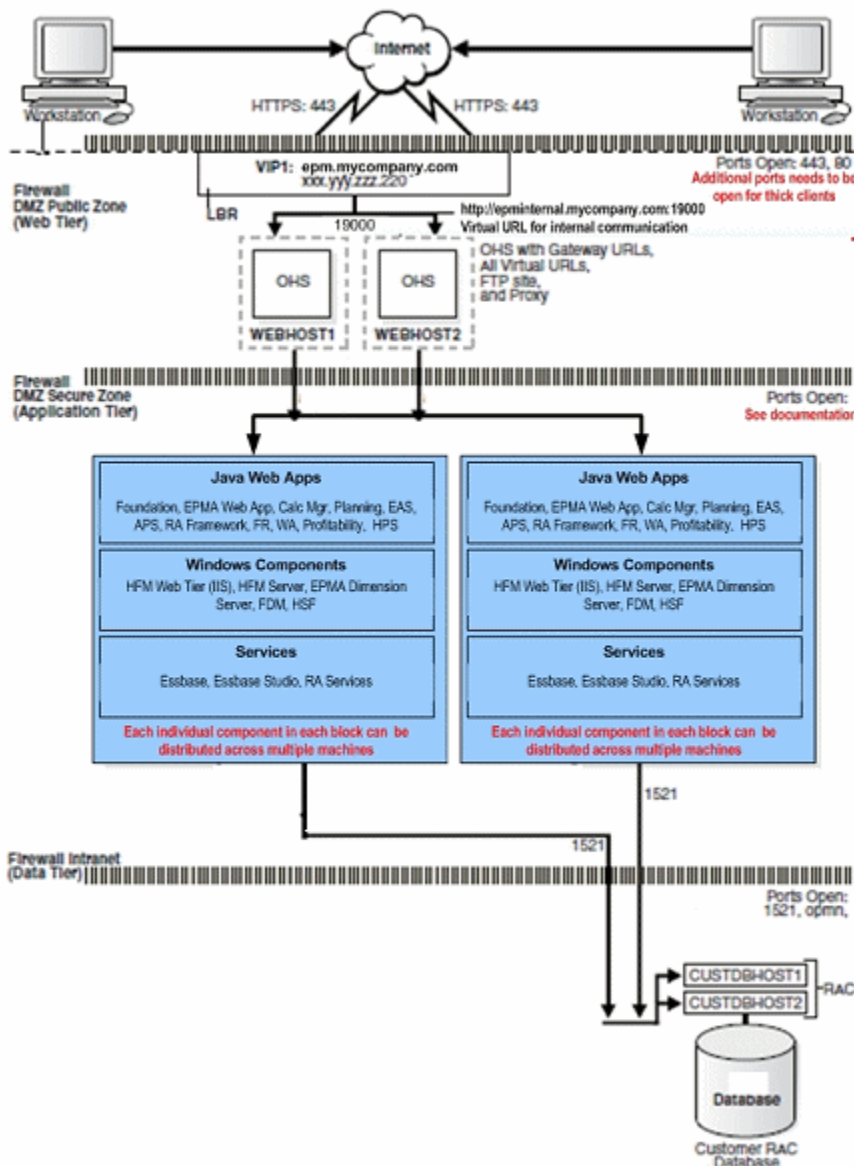 Internet
Workstation
Workstation
HTTPS: 443
HTTPS: 443
VIP1: epm.mycompany.com
xxx.yyy.zzz.220
Ports Open: 443, 80
Additional ports needs to be
open for thick clients
Firewall
DMZ Public Zone
(Web Tier)
LBR
19000
http://epminternal.mycompany.com:19000
Virtual URL for internal communication
OHS
OHS
OHS with Gateway URLs,
All Virtual URLs,
FTP site,
and Proxy
WEBHOST1
WEBHOST2
Firewall
DMZ Secure Zone
(Application Tier)
Ports Open:
See documentation
Java Web Apps
Foundation, EPMA Web App, Calc Mgr, Planning, EAS,
APS, RA Framework, FR, WA, Profitability, HPS
Windows Components
HFM Web Tier (IIS), HFM Server, EPMA Dimension
Server, FDM, HSF
Services
Essbase, Essbase Studio, RA Services
Each individual component in each block can be
distributed across multiple machines
Java Web Apps
Foundation, EPMA Web App, Calc Mgr, Planning, EAS,
APS, RA Framework, FR, WA, Profitability, HPS
Windows Components
HFM Web Tier (IIS), HFM Server, EPMA Dimension
Server, FDM, HSF
Services
Essbase, Essbase Studio, RA Services
Each individual component in each block can be
distributed across multiple machines
1521
1521
Firewall Intranet
(Data Tier)
Ports Open:
1521, opmn,
CUSTDBHOST1
CUSTDBHOST2
RAC
Database
Customer RAC
Database